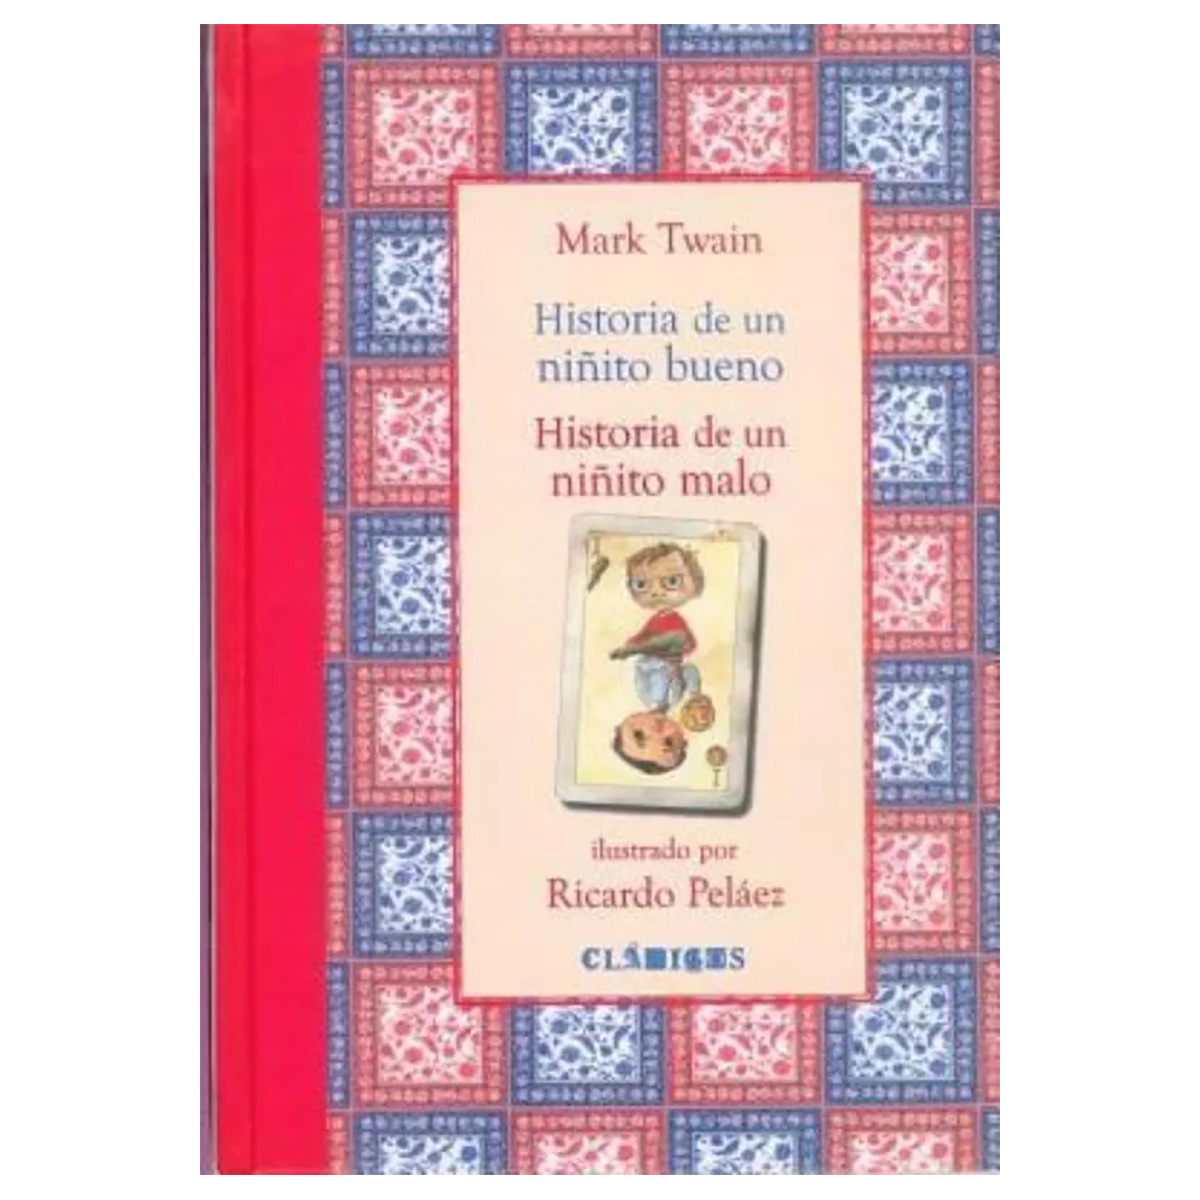 Mark Twain
Historia de un
niñito bueno
Historia de un
niñito malo
ilustrado por
Ricardo Peláez
CLÁSICOS